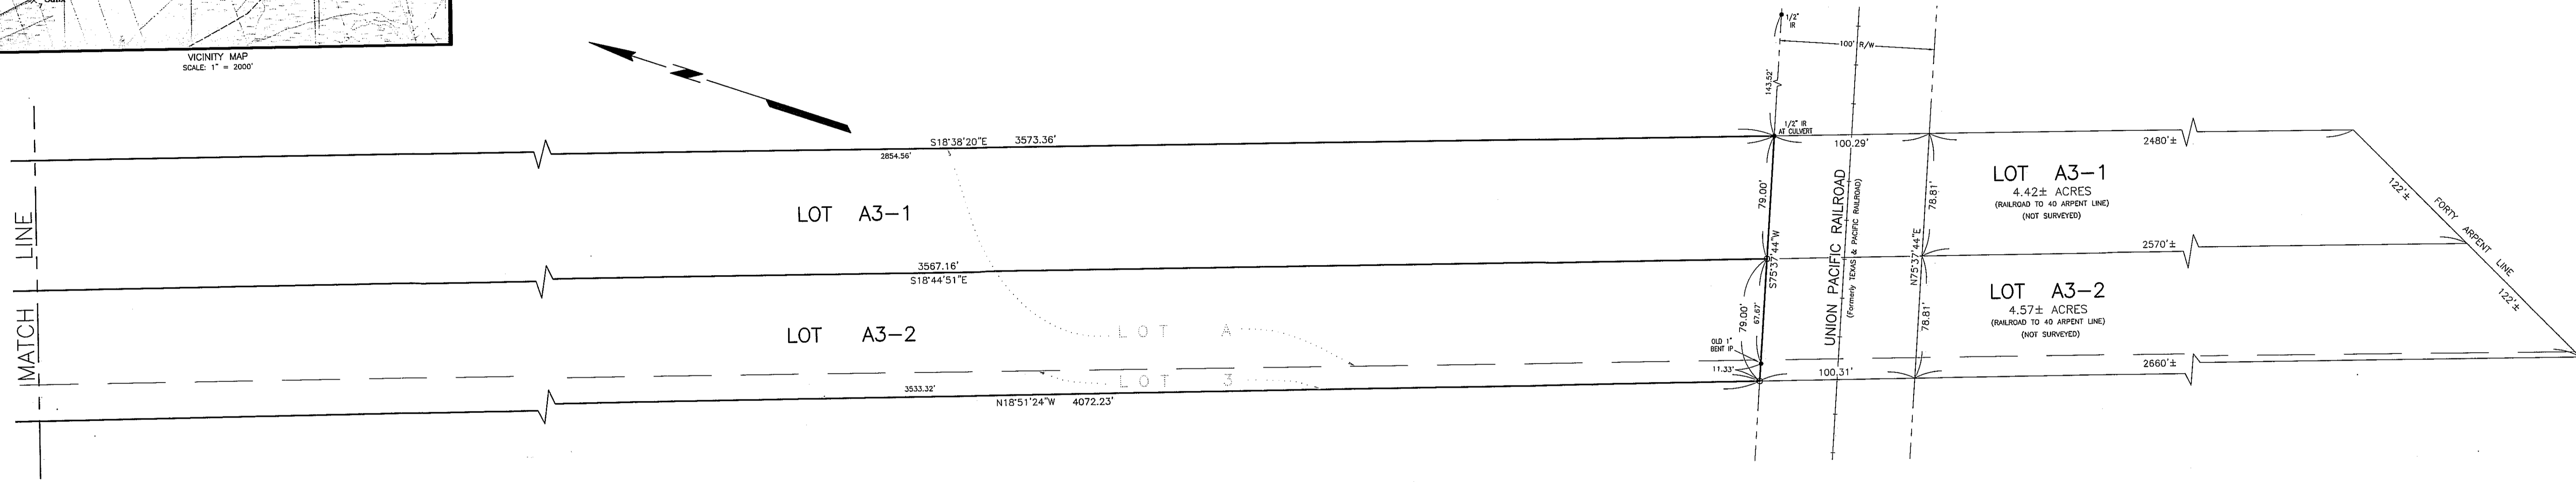 VICINITY MAP
SCALE: 1" = 2000'
MATCH LINE
S18°38'20"E 3573.36'
2854.56'
LOT A3-1
3567.16'
S18°44'51"E
LOT A3-2
LOT A
LOT 3
3533.32'
N18°51'24"W 4072.23'
1/2"
IR
100' R/W
143.52'
1/2" IR
AT CULVERT
100.29'
79.00'
S75°37'44"W
79.00'
67.67'
OLD 1"
BENT IP
11.33'
100.31'
UNION PACIFIC RAILROAD
(Formerly TEXAS & PACIFIC RAILROAD)
78.81'
N75°37'44"E
78.81'
2480'±
LOT A3-1
4.42± ACRES
(RAILROAD TO 40 ARPENT LINE)
(NOT SURVEYED)
2570'±
LOT A3-2
4.57± ACRES
(RAILROAD TO 40 ARPENT LINE)
(NOT SURVEYED)
2660'±
122'±
FORTY ARPENT LINE
122'±